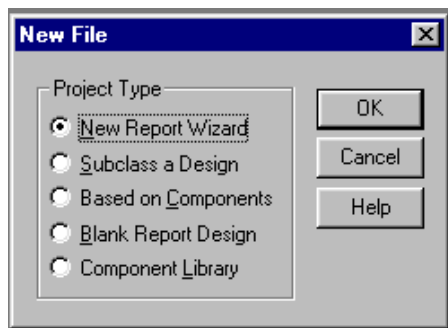 New File
Project Type
New Report Wizard
Subclass a Design
Based on Components
Blank Report Design
Component Library
OK
Cancel
Help